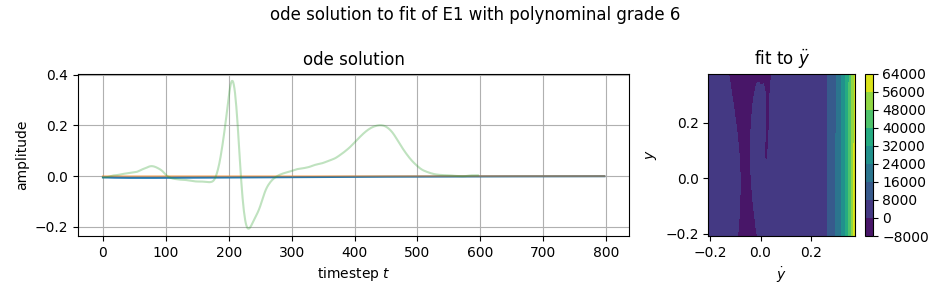 ode solution to fit of E1 with polynominal grade 6
ode solution
amplitude
0.4
0.2
0.0
−0.2
0 100 200 300 400 500 600 700 800
timestep t
fit to ÿ
y
0.2
0.0
−0.2
−0.2 0.0 0.2
ẏ
64000
56000
48000
40000
32000
24000
16000
8000
0
−8000